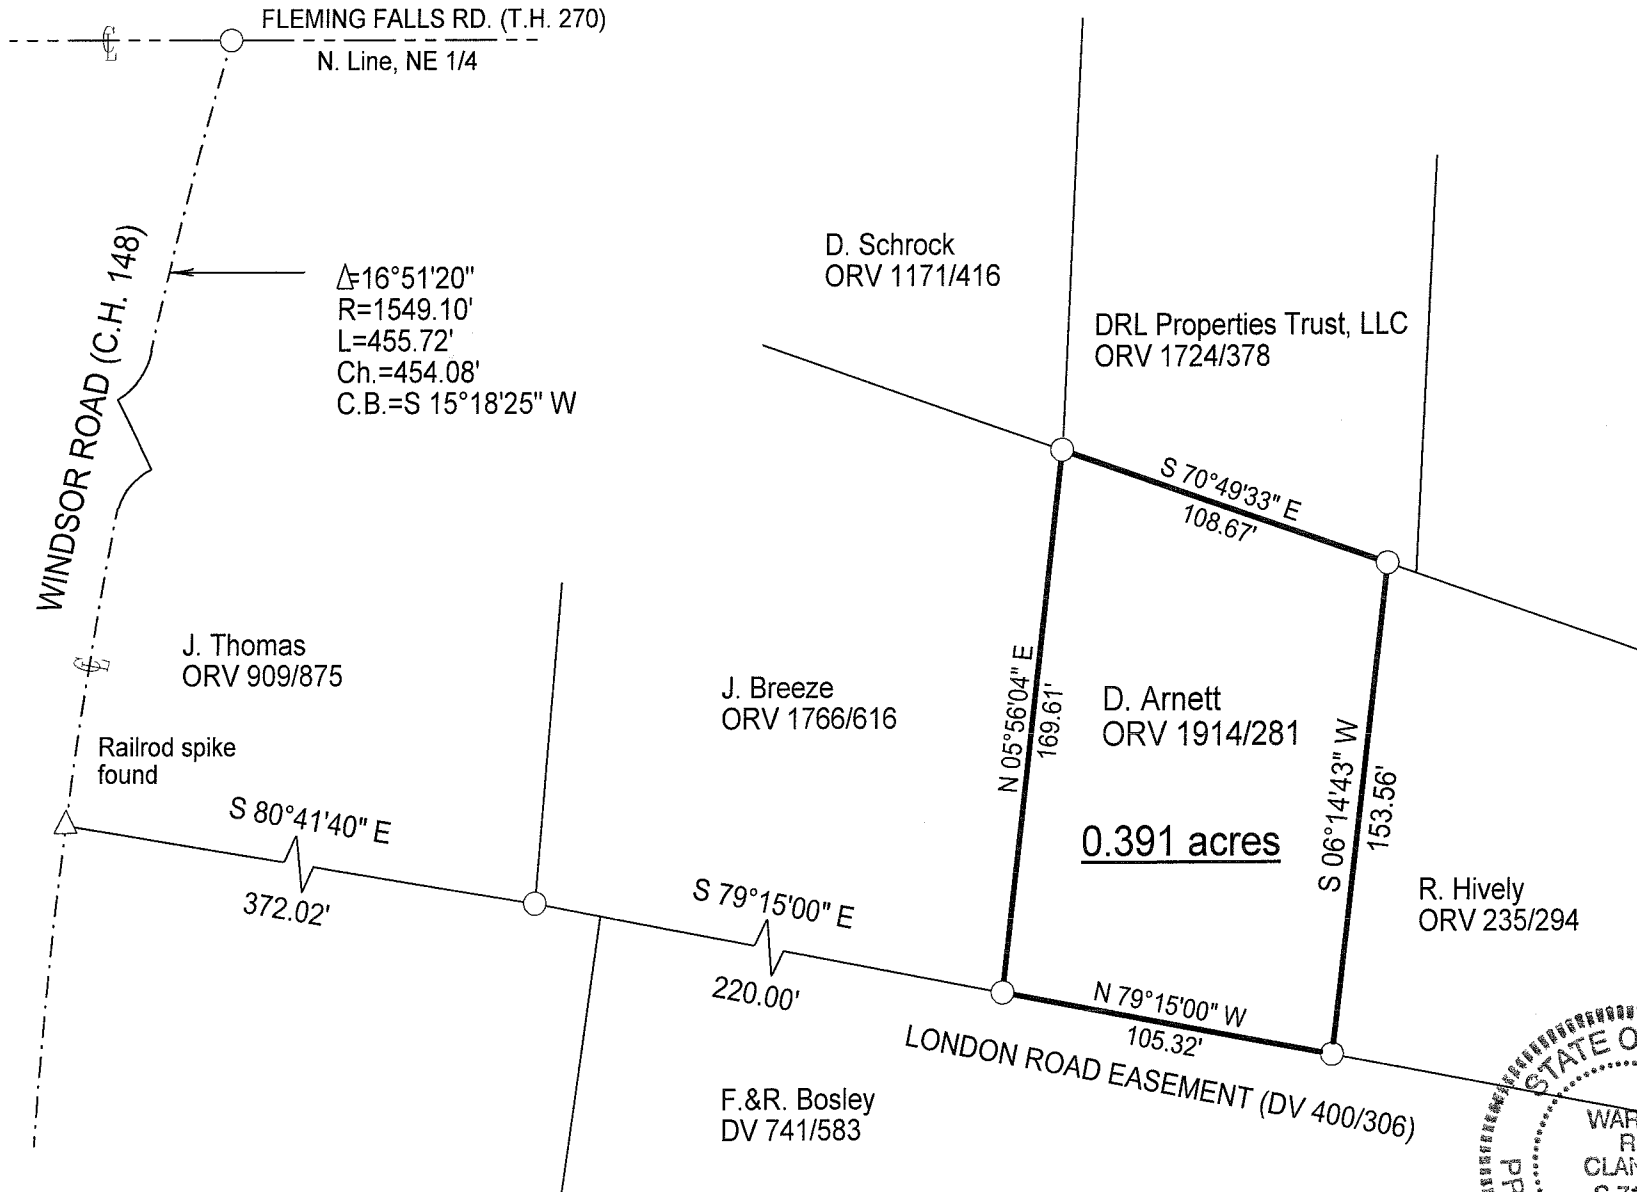 FLEMING FALLS RD. (T.H. 270)
N. Line, NE 1/4
WINDSOR ROAD (C.H. 148)
Δ=16°51'20"
R=1549.10'
L=455.72'
Ch.=454.08'
C.B.=S 15°18'25" W
D. Schrock
ORV 1171/416
DRL Properties Trust, LLC
ORV 1724/378
S 70°49'33" E
108.67'
J. Thomas
ORV 909/875
J. Breeze
ORV 1766/616
N 05°56'04" E
169.61'
D. Arnett
ORV 1914/281
0.391 acres
S 06°14'43" W
153.56'
R. Hively
ORV 235/294
Railrod spike
found
S 80°41'40" E
372.02'
S 79°15'00" E
220.00'
N 79°15'00" W
105.32'
LONDON ROAD EASEMENT (DV 400/306)
F.&R. Bosley
DV 741/583
STATE O
WAR
R
CLAN